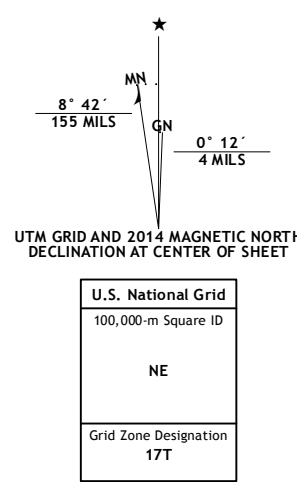 ★
MN
8° 42´
155 MILS
GN
0° 12´
4 MILS
UTM GRID AND 2014 MAGNETIC NORTH
DECLINATION AT CENTER OF SHEET
U.S. National Grid
100,000-m Square ID
NE
Grid Zone Designation
17T